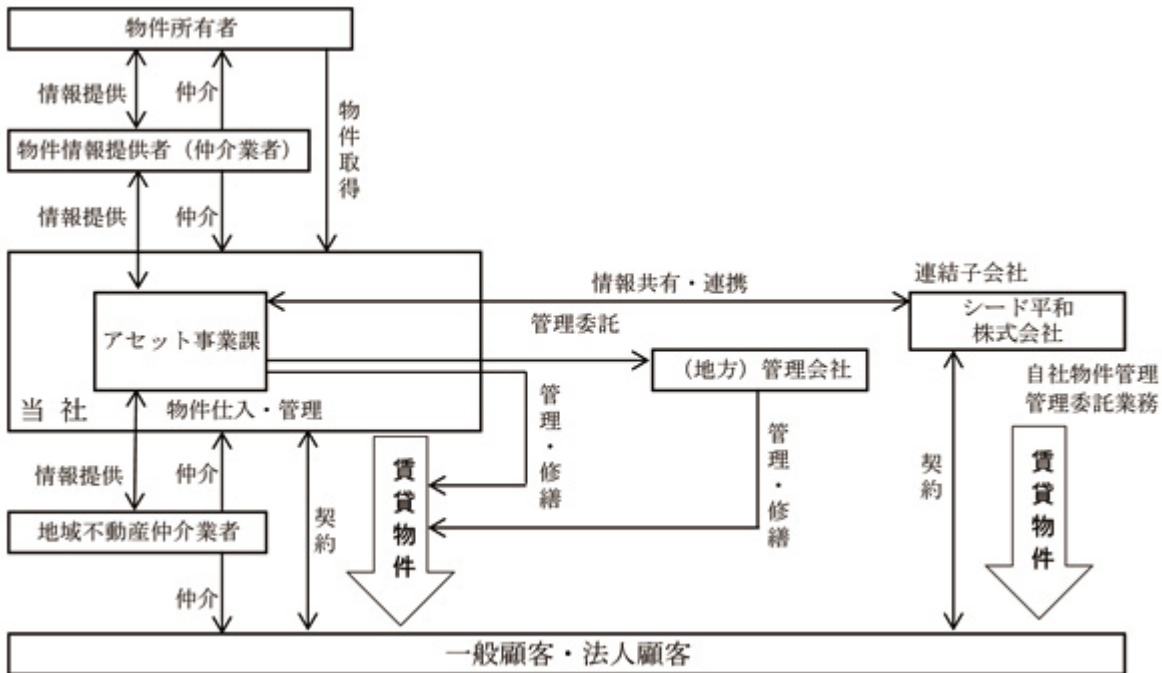 物件所有者
情報提供
仲介
物件取得
物件情報提供者（仲介業者）
情報提供
仲介
連結子会社
情報共有・連携
シード平和
株式会社
管理委託
アセット事業課
（地方）管理会社
自社物件管理
管理委託業務
当 社
物件仕入・管理
管理・修繕
管理・修繕
賃貸物件
契約
賃貸物件
情報提供
仲介
契約
地域不動産仲介業者
仲介
一般顧客・法人顧客